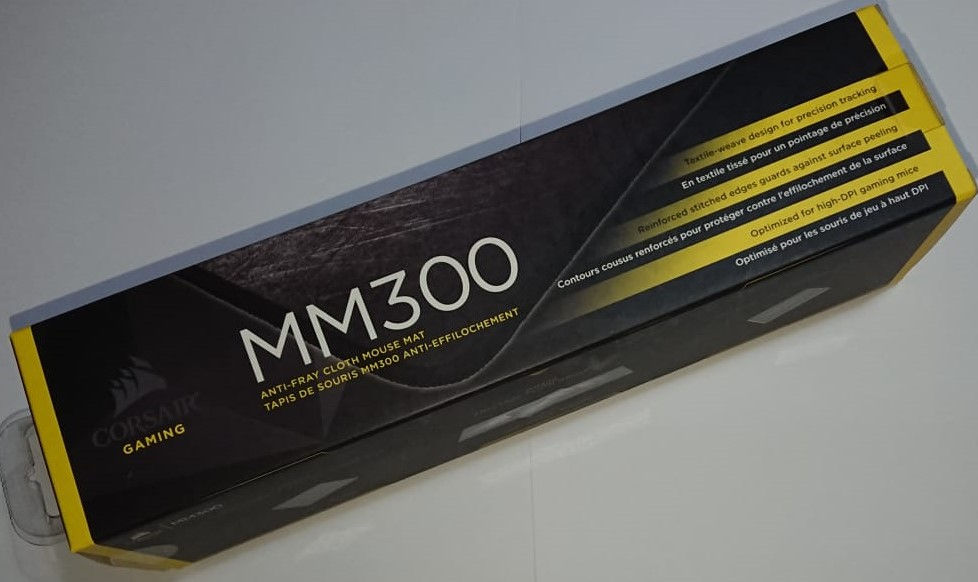 CORSAIR
GAMING
MM300
ANTI-FRAY CLOTH MOUSE MAT
TAPIS DE SOURIS MM300 ANTI-EFFILOCHEMENT
Textile-weave design for precision tracking
En textile tissé pour un pointage de précision
Reinforced stitched edges guards against surface peeling
Contours cousus renforcés pour protéger contre l'effilochement de la surface
Optimized for high-DPI gaming mice
Optimisé pour les souris de jeu à haut DPI
MM300